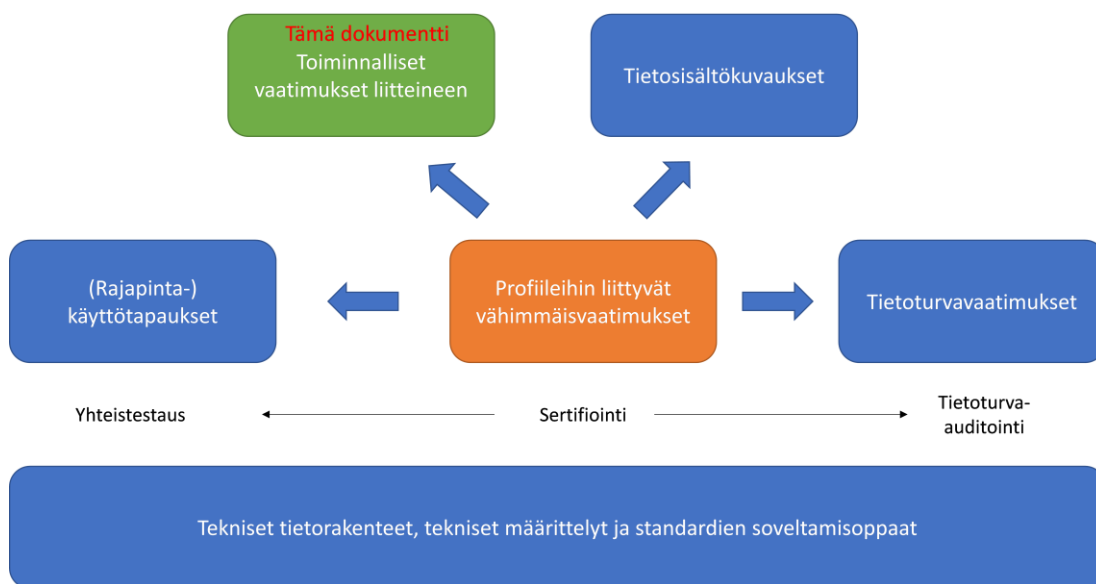 Tämä dokumentti
Toiminnalliset
vaatimukset liitteineen
Tietosisältökuvaukset
(Rajapinta-)
käyttötapaukset
Profiileihin liittyvät
vähimmäisvaatimukset
Tietoturvavaatimukset
Yhteistestaus
Sertifiointi
Tietoturva-
auditointi
Tekniset tietorakenteet, tekniset määrittelyt ja standardien soveltamisoppaat